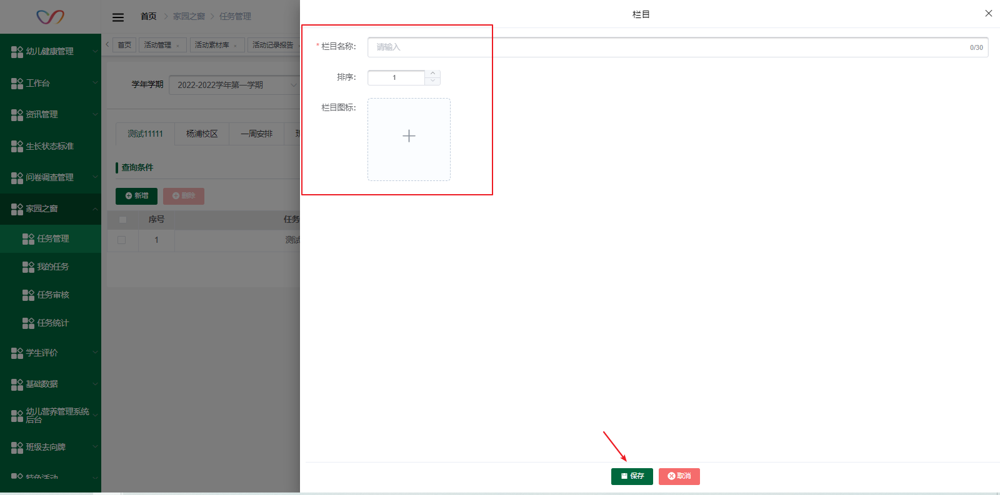 首页 家园之窗 任务管理
首页 活动管理 活动素材库 活动记录报告
学年学期 2022-2022学年第一学期
测试11111 杨浦校区 一周安排
查询条件
新增 删除
序号 任务
1 测试
幼儿健康管理
工作台
资讯管理
生长状态标准
问卷调查管理
家园之窗
任务管理
我的任务
任务审核
任务统计
学生评价
基础数据
幼儿营养管理系统
后台
班级去向牌
特色活动
栏目
* 栏目名称: 请输入 0/30
排序: 1
栏目图标:
保存 取消